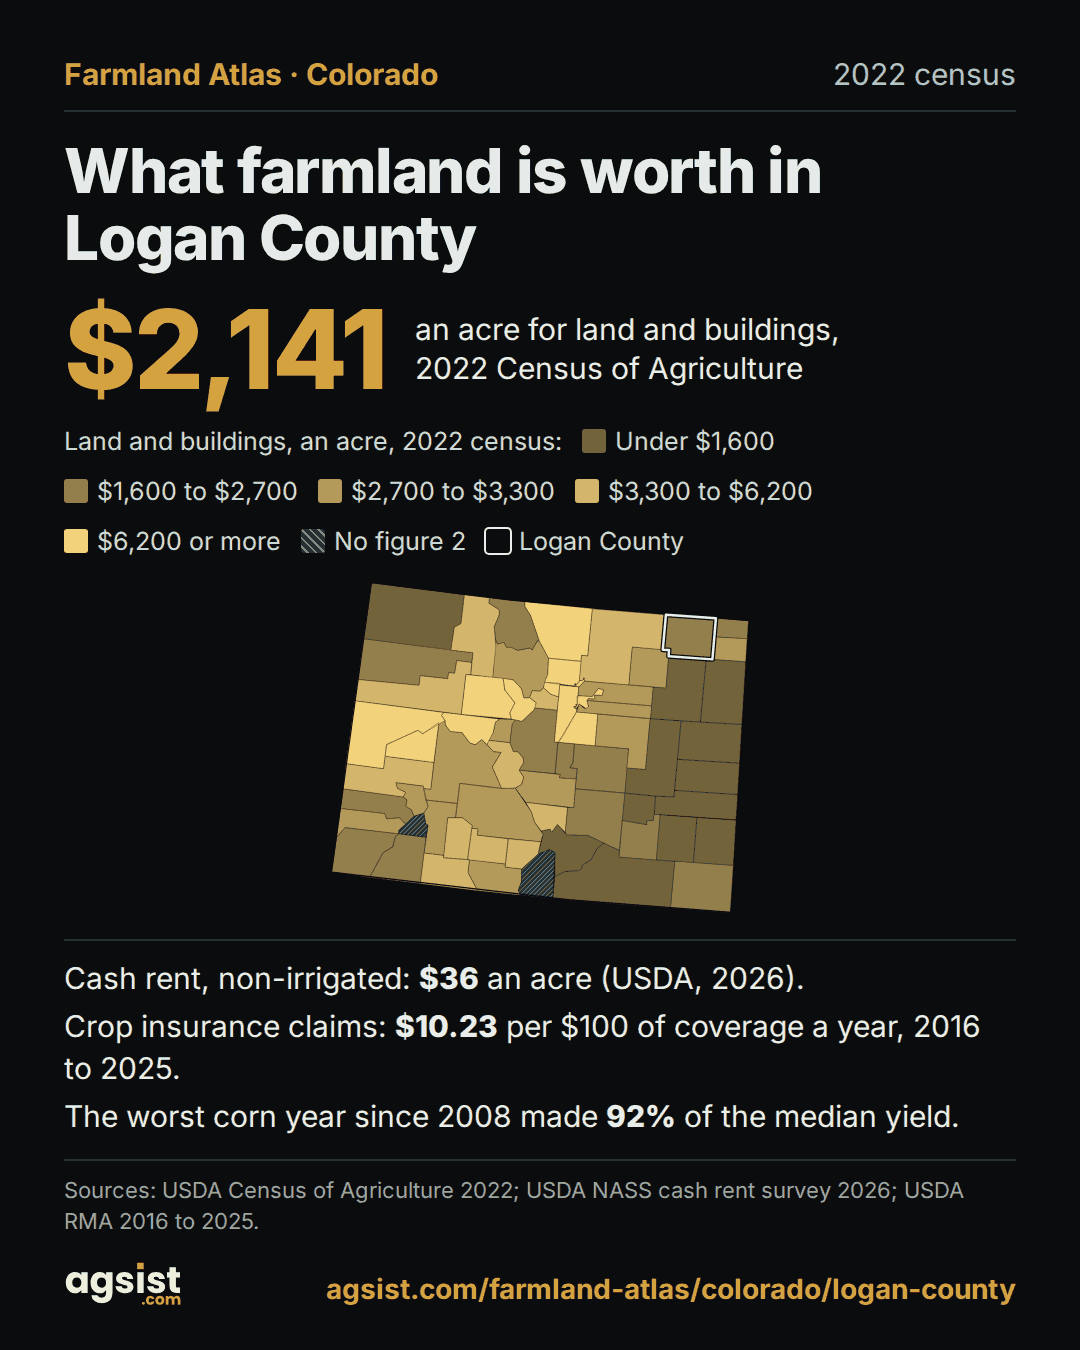 Farmland Atlas · Colorado
2022 census
What farmland is worth in
Logan County
$2,141
an acre for land and buildings,
2022 Census of Agriculture
Land and buildings, an acre, 2022 census: Under $1,600
$1,600 to $2,700 $2,700 to $3,300 $3,300 to $6,200
$6,200 or more No figure 2 Logan County
Cash rent, non-irrigated: $36 an acre (USDA, 2026).
Crop insurance claims: $10.23 per $100 of coverage a year, 2016
to 2025.
The worst corn year since 2008 made 92% of the median yield.
Sources: USDA Census of Agriculture 2022; USDA NASS cash rent survey 2026; USDA
RMA 2016 to 2025.
agsist
.com
agsist.com/farmland-atlas/colorado/logan-county